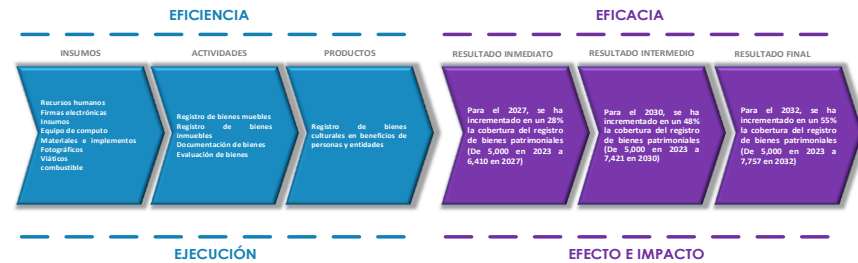 EFICIENCIA
EFICACIA
INSUMOS
ACTIVIDADES
PRODUCTOS
RESULTADO INMEDIATO
RESULTADO INTERMEDIO
RESULTADO FINAL
Recursos humanos
Firmas electrónicas
Insumos
Equipo de computo
Materiales e implementos
Fotográficos
Viáticos
combustible
Registro de bienes muebles
Registro de bienes
inmuebles
Documentación de bienes
Evaluación de bienes
Registro de bienes
culturales en beneficios de
personas y entidades
Para el 2027, se ha
incrementado en un 28%
la cobertura del registro
de bienes patrimoniales
(De 5,000 en 2023 a
6,410 en 2027)
Para el 2030, se ha
incrementado en un 48%
la cobertura del registro
de bienes patrimoniales
(De 5,000 en 2023 a
7,421 en 2030)
Para el 2032, se ha
incrementado en un 55%
la cobertura del registro
de bienes patrimoniales
(De 5,000 en 2023 a
7,757 en 2032)
EJECUCIÓN
EFECTO E IMPACTO